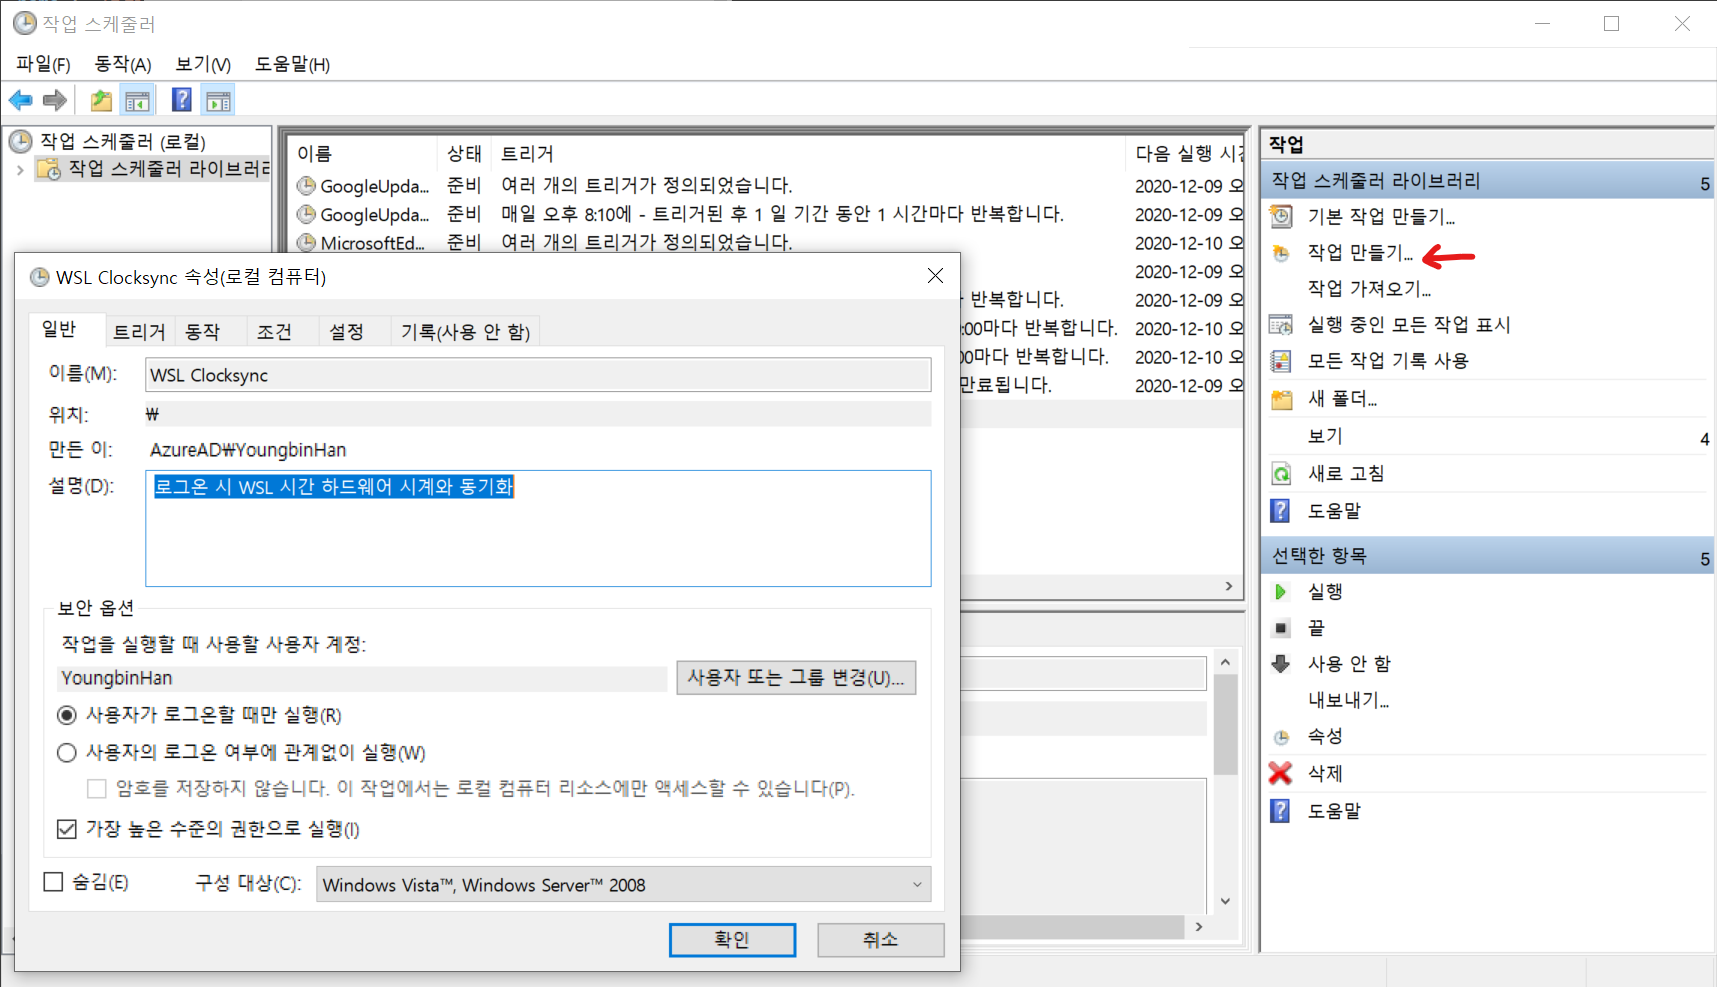 작업 스케줄러
파일(F) 동작(A) 보기(V) 도움말(H)
작업 스케줄러 (로컬)
작업 스케줄러 라이브러리
이름 상태 트리거 다음 실행 시간
GoogleUpda... 준비 여러 개의 트리거가 정의되었습니다. 2020-12-09 오
GoogleUpda... 준비 매일 오후 8:10에 - 트리거된 후 1 일 기간 동안 1 시간마다 반복합니다. 2020-12-09 오
MicrosoftEd... 준비 여러 개의 트리거가 정의되었습니다. 2020-12-10 오
2020-12-09 오
반복합니다. 2020-12-09 오
:00마다 반복합니다. 2020-12-10 오
00마다 반복합니다. 2020-12-10 오
만료됩니다. 2020-12-09 오
WSL Clocksync 속성(로컬 컴퓨터)
일반 트리거 동작 조건 설정 기록(사용 안 함)
이름(M): WSL Clocksync
위치: ₩
만든 이: AzureAD₩YoungbinHan
설명(D): 로그온 시 WSL 시간 하드웨어 시계와 동기화
보안 옵션
작업을 실행할 때 사용할 사용자 계정:
YoungbinHan 사용자 또는 그룹 변경(U)...
사용자가 로그온할 때만 실행(R)
사용자의 로그온 여부에 관계없이 실행(W)
암호를 저장하지 않습니다. 이 작업에서는 로컬 컴퓨터 리소스에만 액세스할 수 있습니다(P).
가장 높은 수준의 권한으로 실행(I)
숨김(E) 구성 대상(C): Windows Vista™, Windows Server™ 2008
확인 취소
작업
작업 스케줄러 라이브러리 5
기본 작업 만들기...
작업 만들기...
작업 가져오기...
실행 중인 모든 작업 표시
모든 작업 기록 사용
새 폴더...
보기 4
새로 고침
도움말
선택한 항목 5
실행
끝
사용 안 함
내보내기...
속성
삭제
도움말